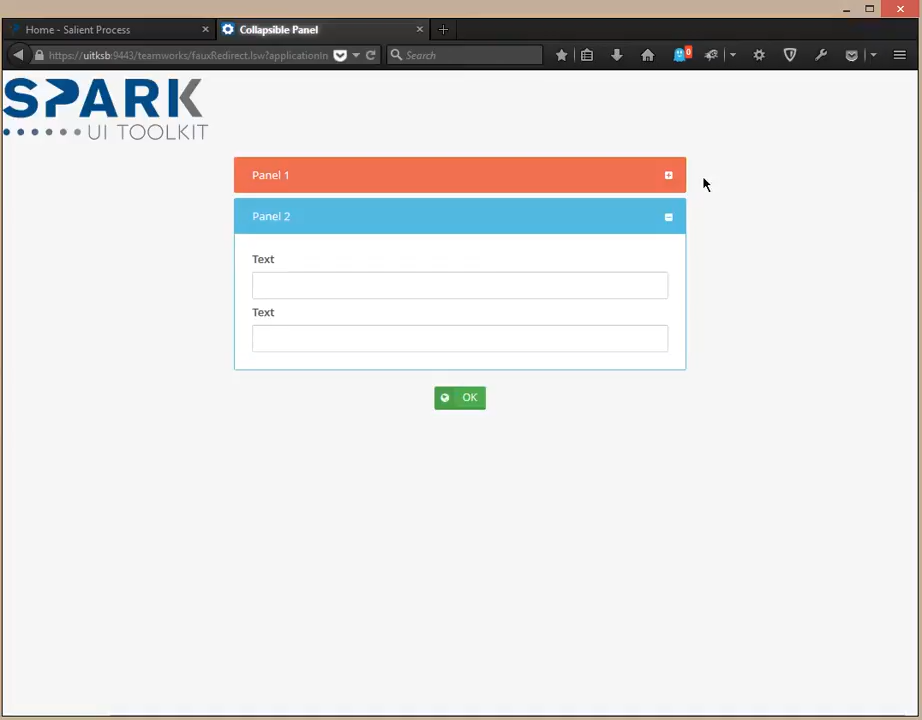 Home - Salient Process
Collapsible Panel
https://uitksb:9443/teamworks/fauxRedirect.lsw?applicationIn
Search
0
SPARK
UI TOOLKIT
Panel 1
Panel 2
Text
Text
OK